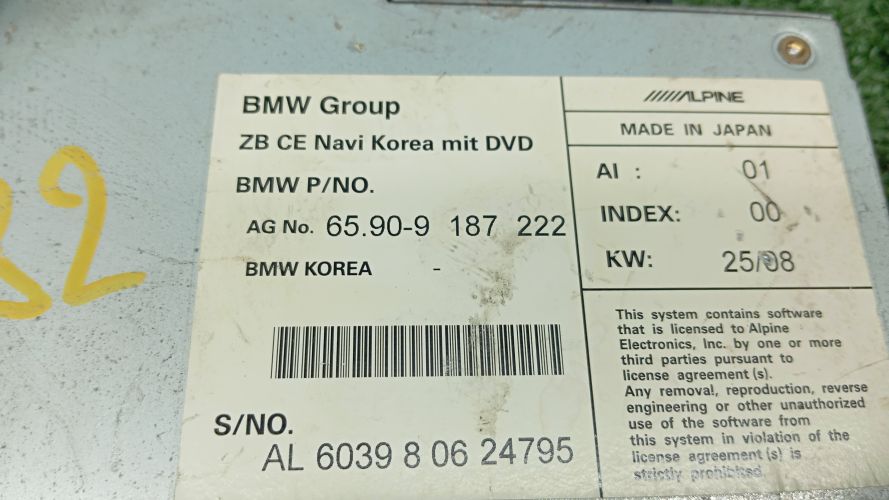 32
BMW Group
ZB CE Navi Korea mit DVD
BMW P/NO.
AG No. 65.90-9 187 222
BMW KOREA -
S/NO.
AL 6039 8 06 24795
ALPINE
MADE IN JAPAN
AI : 01
INDEX: 00
KW: 25/08
This system contains software
that is licensed to Alpine
Electronics, Inc. by one or more
third parties pursuant to
license agreement (s).
Any removal, reproduction, reverse
engineering or other unauthorized
use of the software from
this system in violation of the
license agreement (s) is
strictly prohibited.